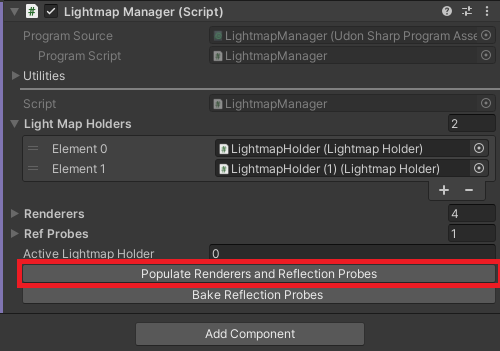 Lightmap Manager (Script)
Program Source
LightmapManager (Udon Sharp Program Asse
Program Script
LightmapManager
Utilities
Script
LightmapManager
Light Map Holders
2
Element 0
LightmapHolder (Lightmap Holder)
Element 1
LightmapHolder (1) (Lightmap Holder)
Renderers
4
Ref Probes
1
Active Lightmap Holder
0
Populate Renderers and Reflection Probes
Bake Reflection Probes
Add Component